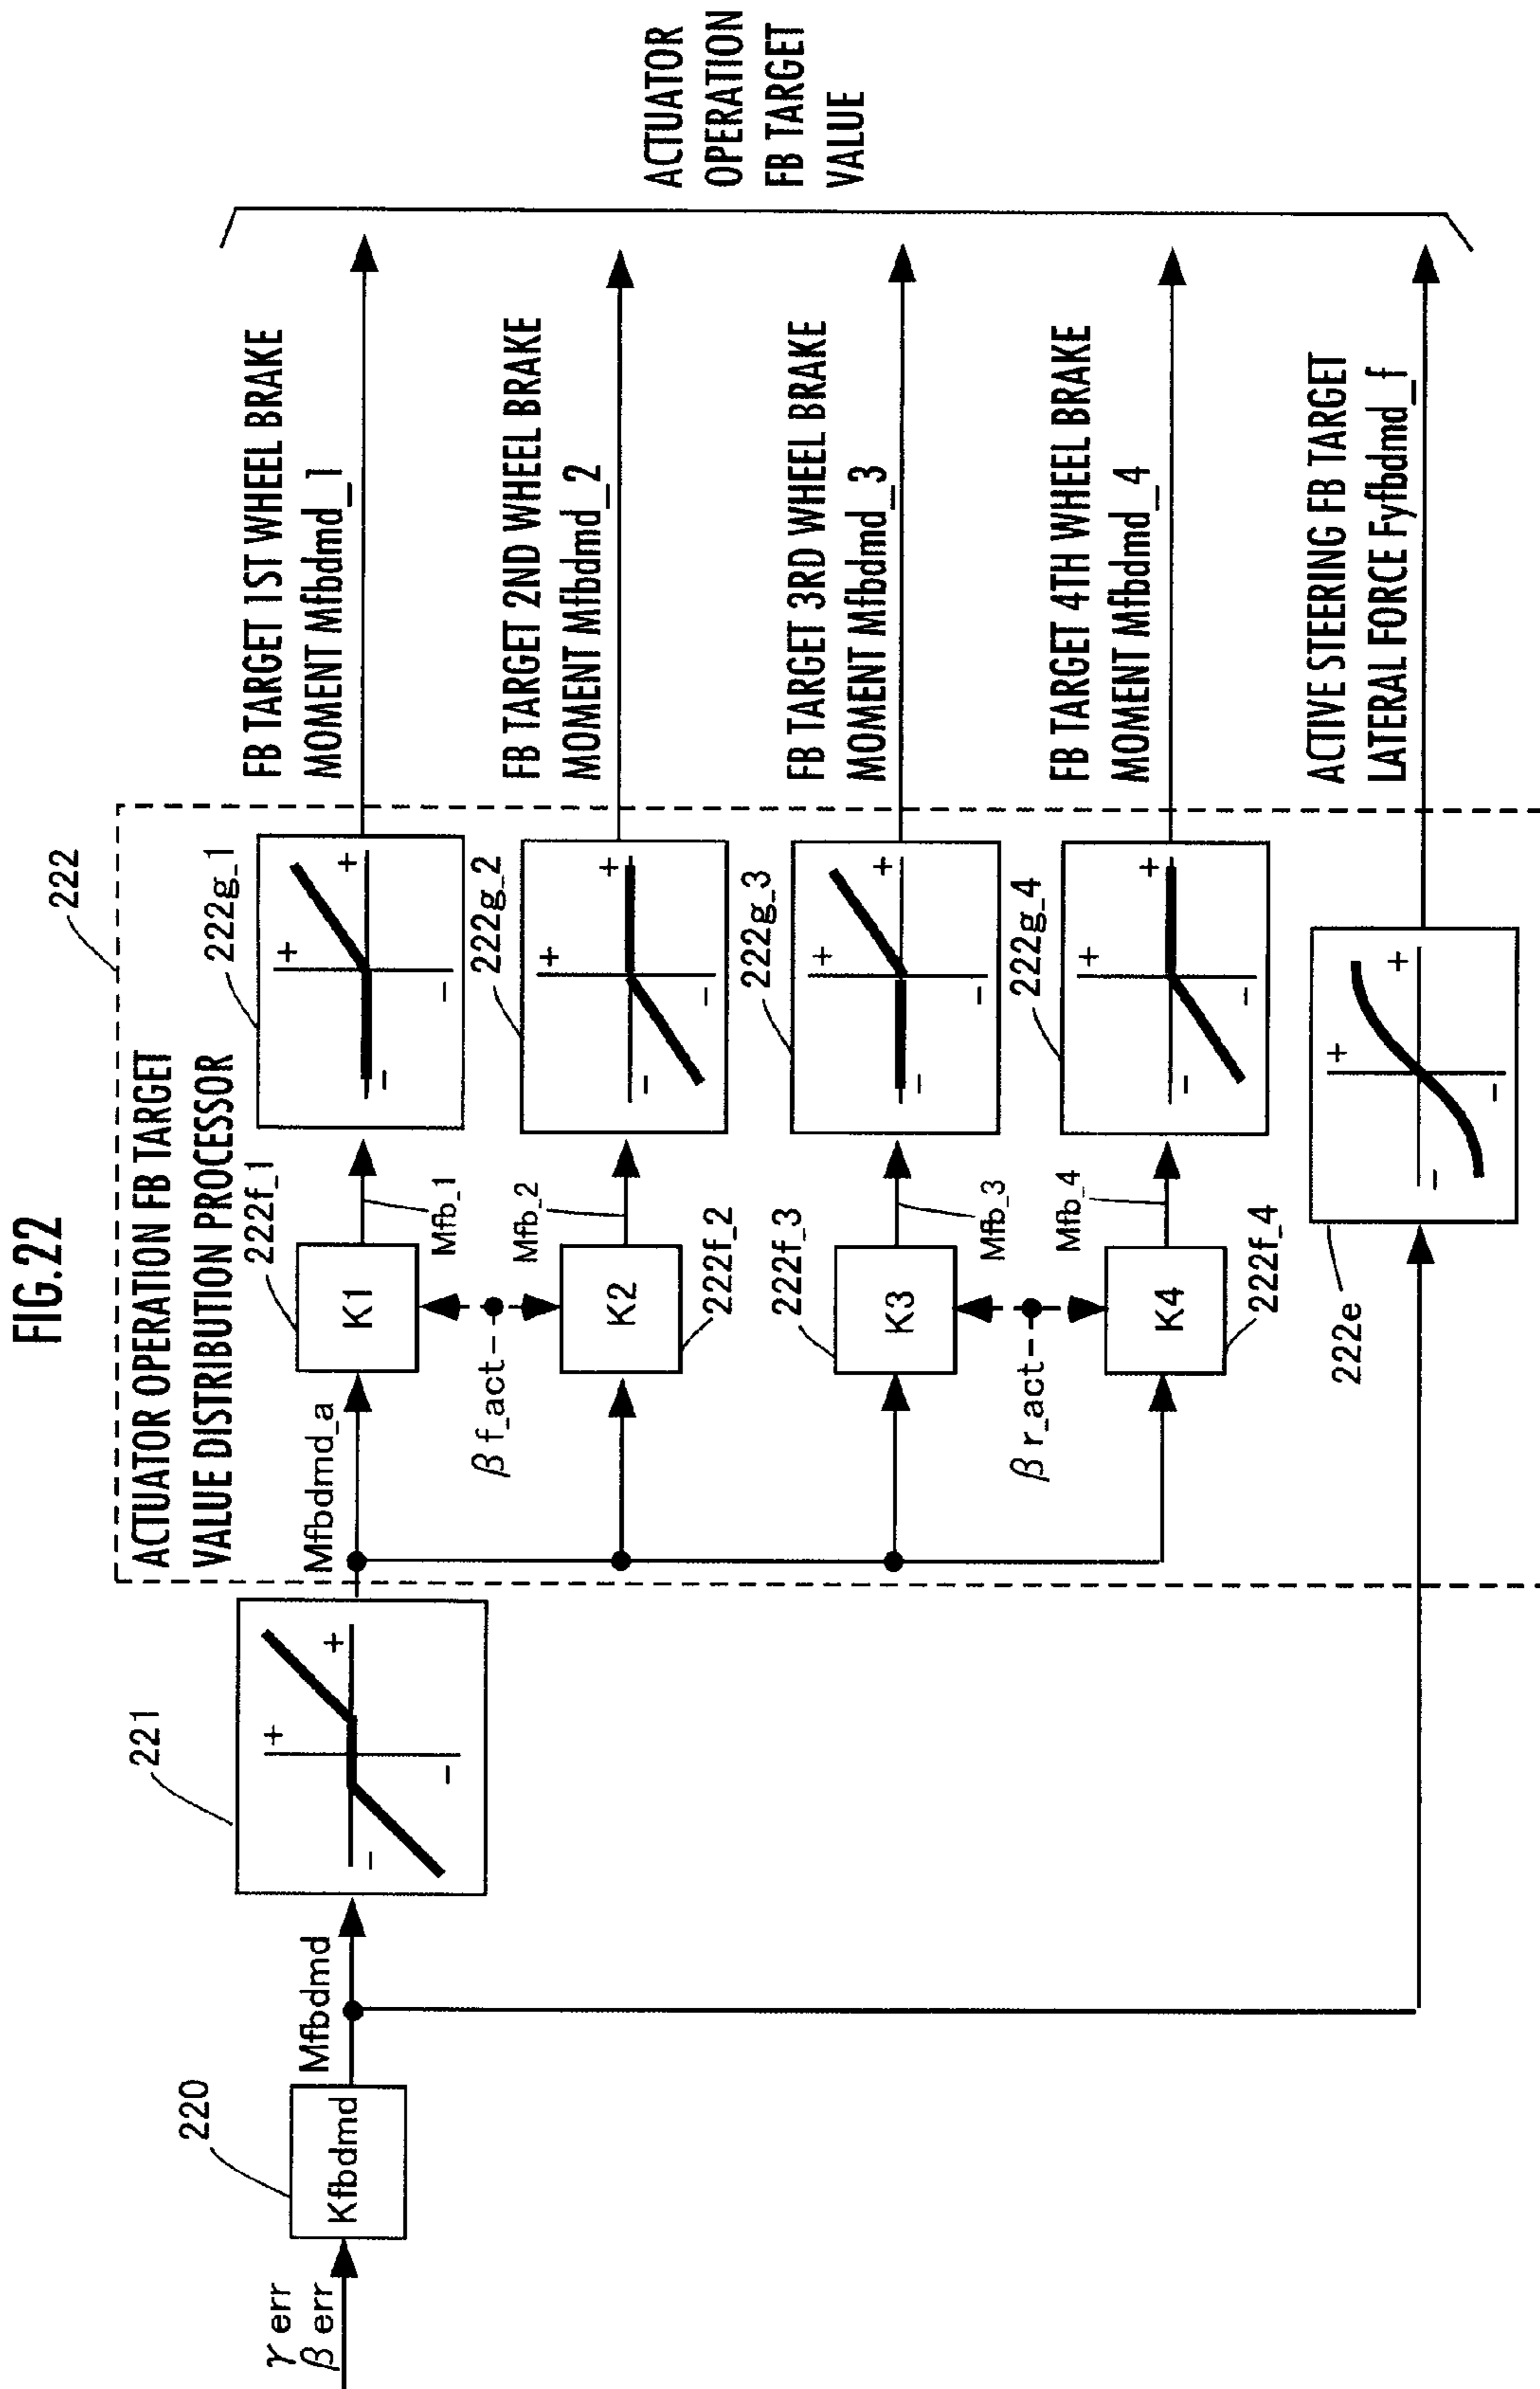 FIG.22
222
ACTUATOR OPERATION FB TARGET
VALUE DISTRIBUTION PROCESSOR
γ err
β err
220
Kfbdmd
Mfbdmd
221
+
+
−
−
Mfbdmd_a
222f_1
K1
Mfb_1
222g_1
+
+
−
−
FB TARGET 1ST WHEEL BRAKE
MOMENT Mfbdmd_1
β f_act
K2
222f_2
Mfb_2
222g_2
+
+
−
−
FB TARGET 2ND WHEEL BRAKE
MOMENT Mfbdmd_2
222f_3
K3
Mfb_3
222g_3
+
+
−
−
FB TARGET 3RD WHEEL BRAKE
MOMENT Mfbdmd_3
β r_act
K4
222f_4
Mfb_4
222g_4
+
+
−
−
FB TARGET 4TH WHEEL BRAKE
MOMENT Mfbdmd_4
222e
+
+
−
−
ACTIVE STEERING FB TARGET
LATERAL FORCE Fyfbdmd_f
ACTUATOR
OPERATION
FB TARGET
VALUE